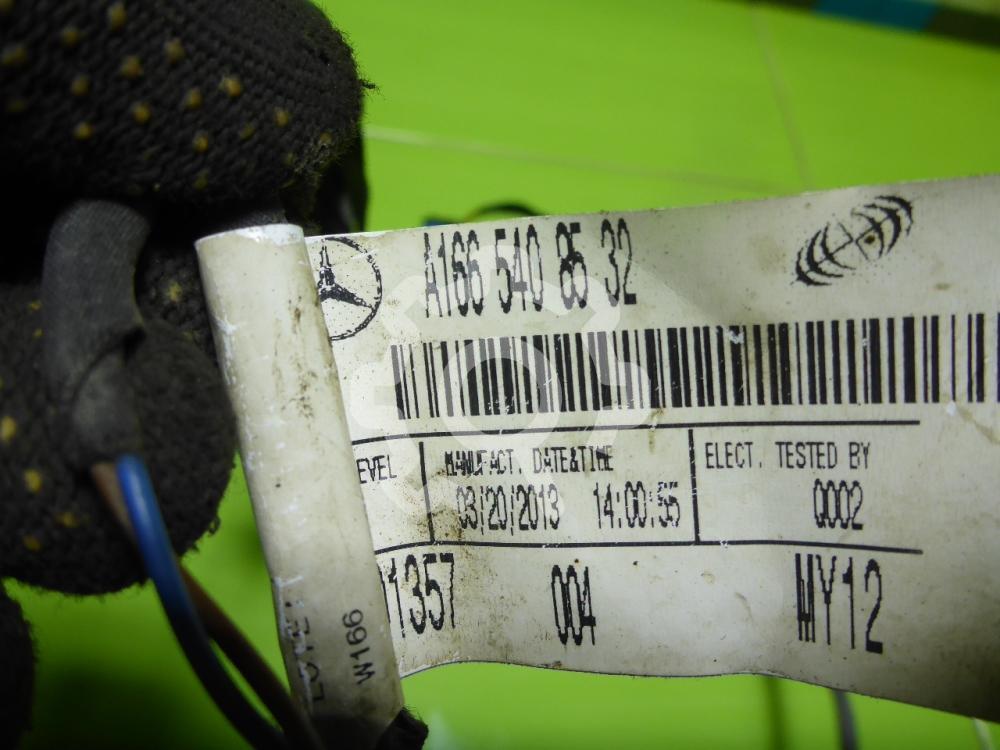 A166 540 85 32
EVEL
MANUFACT. DATE&TIME
03/20/2013 14:00:55
ELECT. TESTED BY
Q002
1357
004
MY12
W166